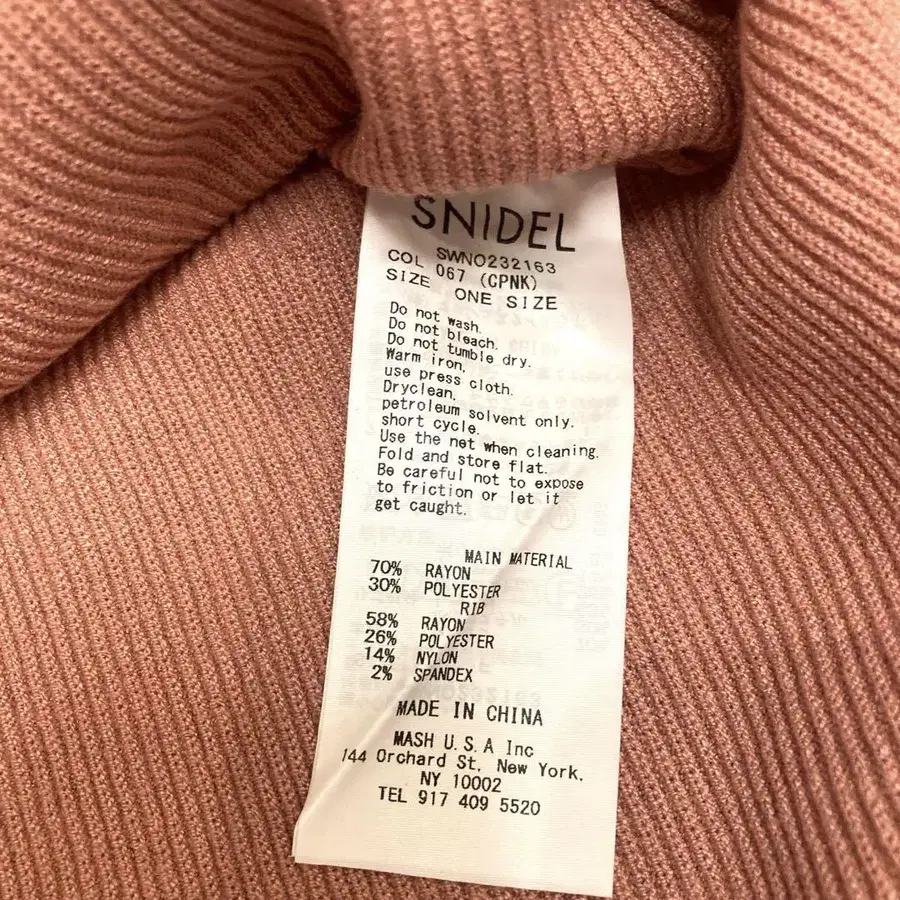 SNIDEL
SWNO232163
COL 067 (CPNK)
SIZE ONE SIZE
Do not wash.
Do not bleach.
Do not tumble dry.
Warm iron,
use press cloth.
Dryclean,
petroleum solvent only.
short cycle.
Use the net when cleaning.
Fold and store flat.
Be careful not to expose
to friction or let it
get caught.
MAIN MATERIAL
70% RAYON
30% POLYESTER
RIB
58% RAYON
26% POLYESTER
14% NYLON
2% SPANDEX
MADE IN CHINA
MASH U.S.A Inc
144 Orchard St, New York.
NY 10002
TEL 917 409 5520